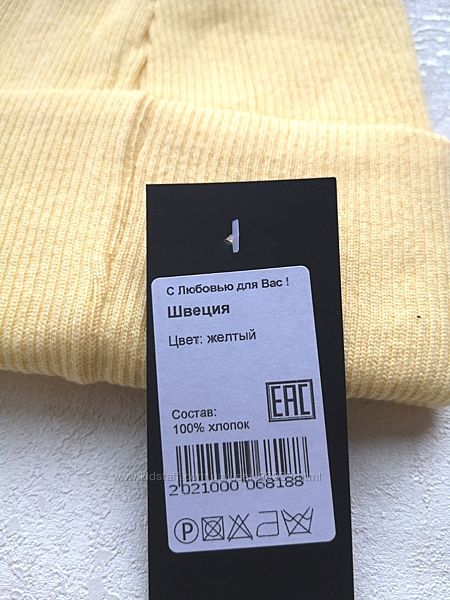 С Любовью для Вас !
Швеция
Цвет: желтый
Состав:
100% хлопок
EAC
2021000 068188
P